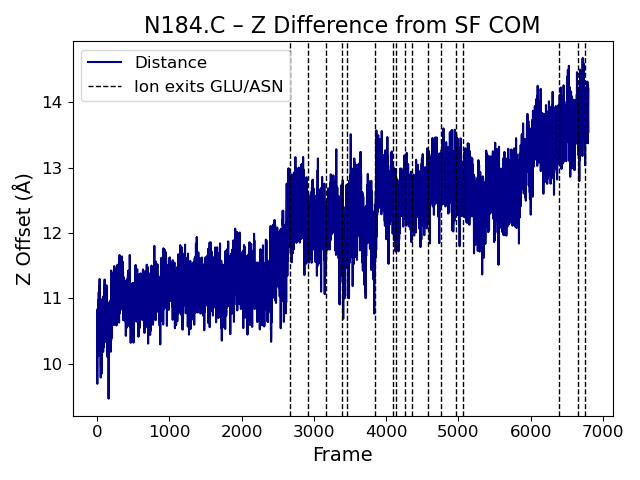 N184.C – Z Difference from SF COM
Distance
Ion exits GLU/ASN
Z Offset (Å)
14
13
12
11
10
0 1000 2000 3000 4000 5000 6000 7000
Frame